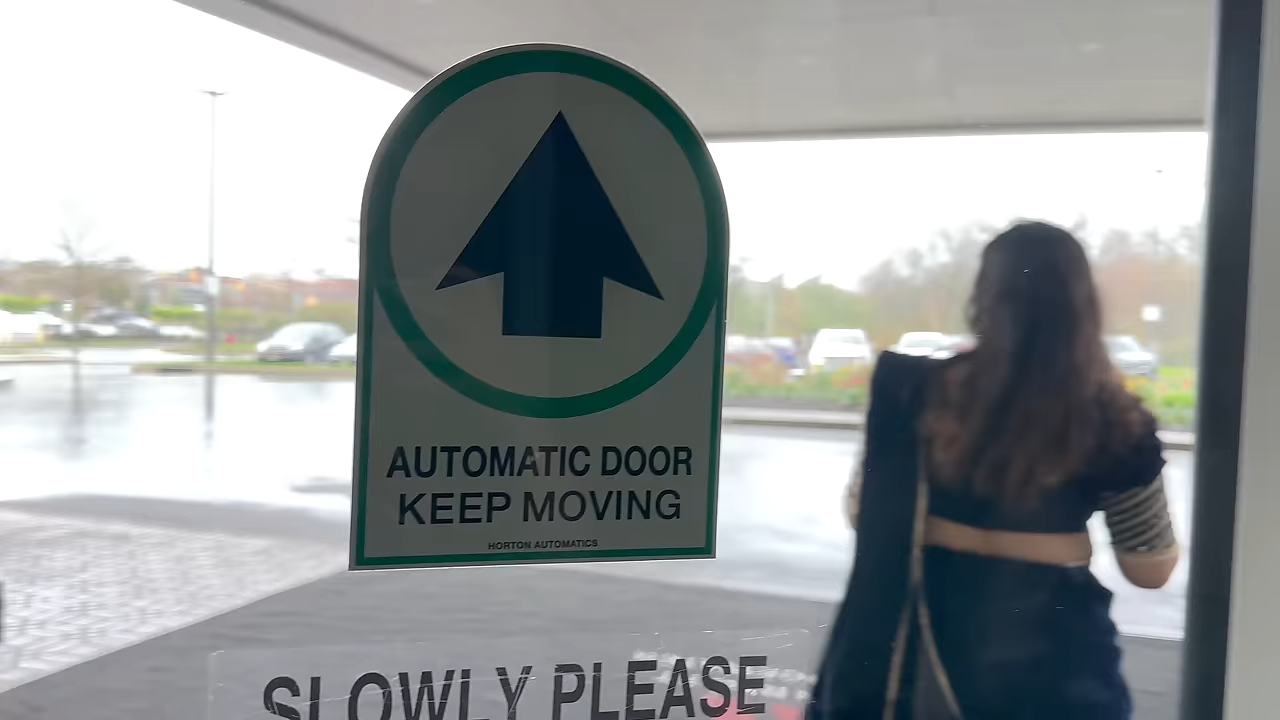 AUTOMATIC DOOR
KEEP MOVING
HORTON AUTOMATICS
SLOWLY PLEASE